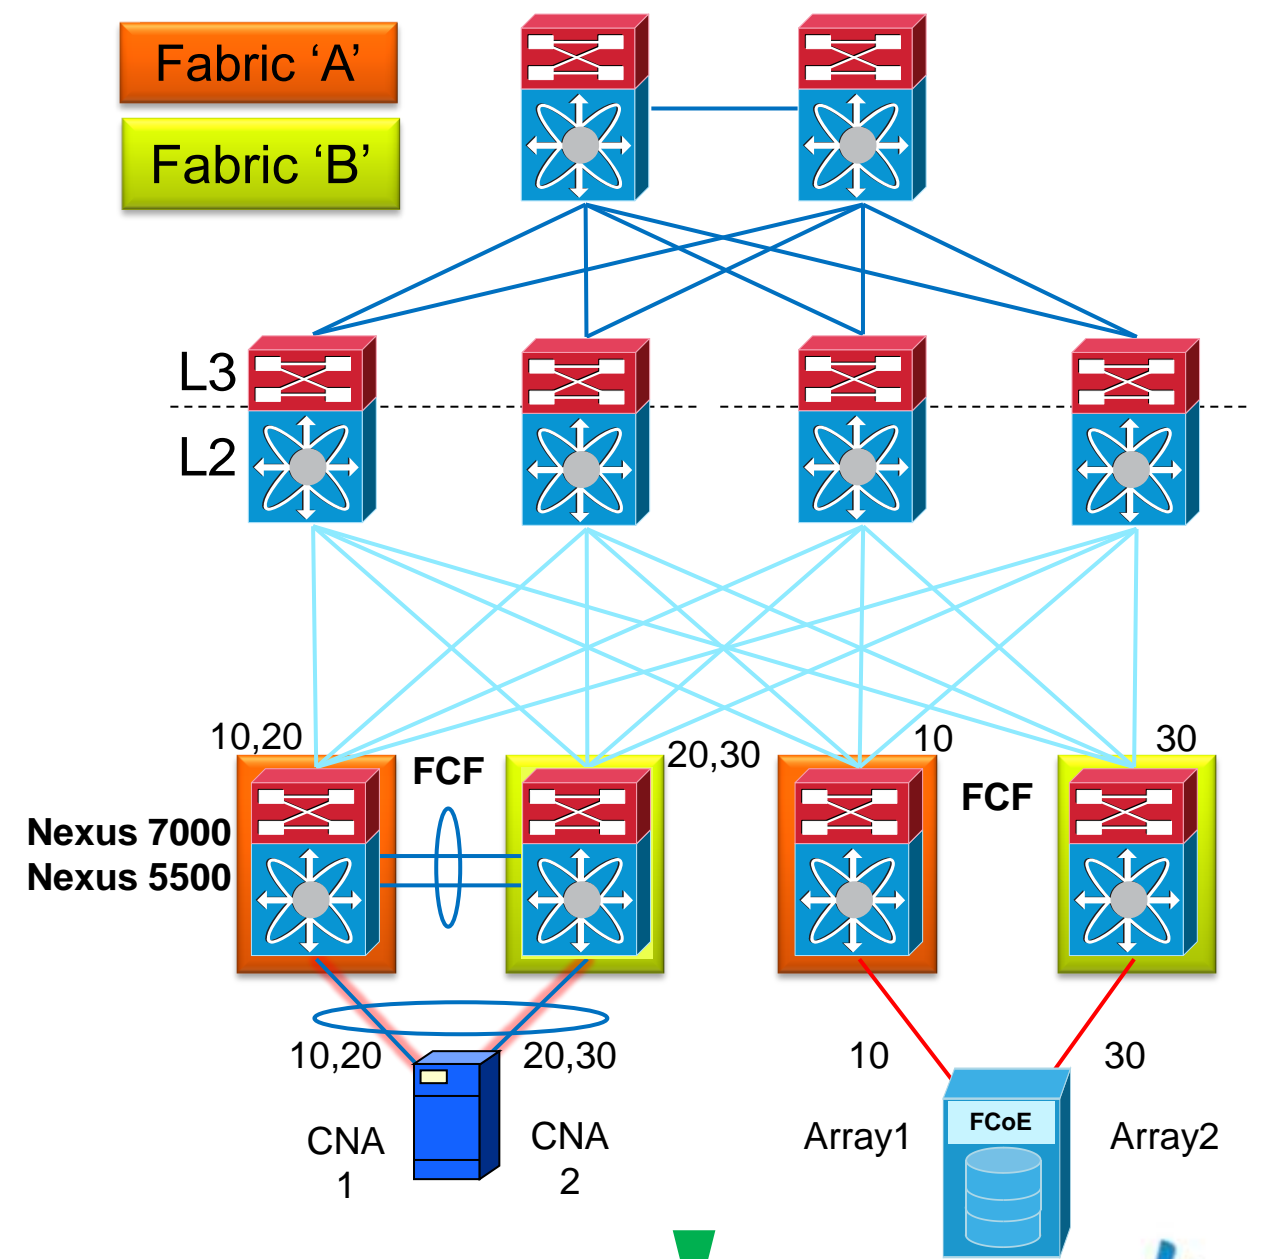 Fabric ‘A’
Fabric ‘B’
L3
L2
10,20
FCF
20,30
10
30
FCF
Nexus 7000
Nexus 5500
10,20
20,30
10
30
CNA
1
CNA
2
Array1
FCoE
Array2